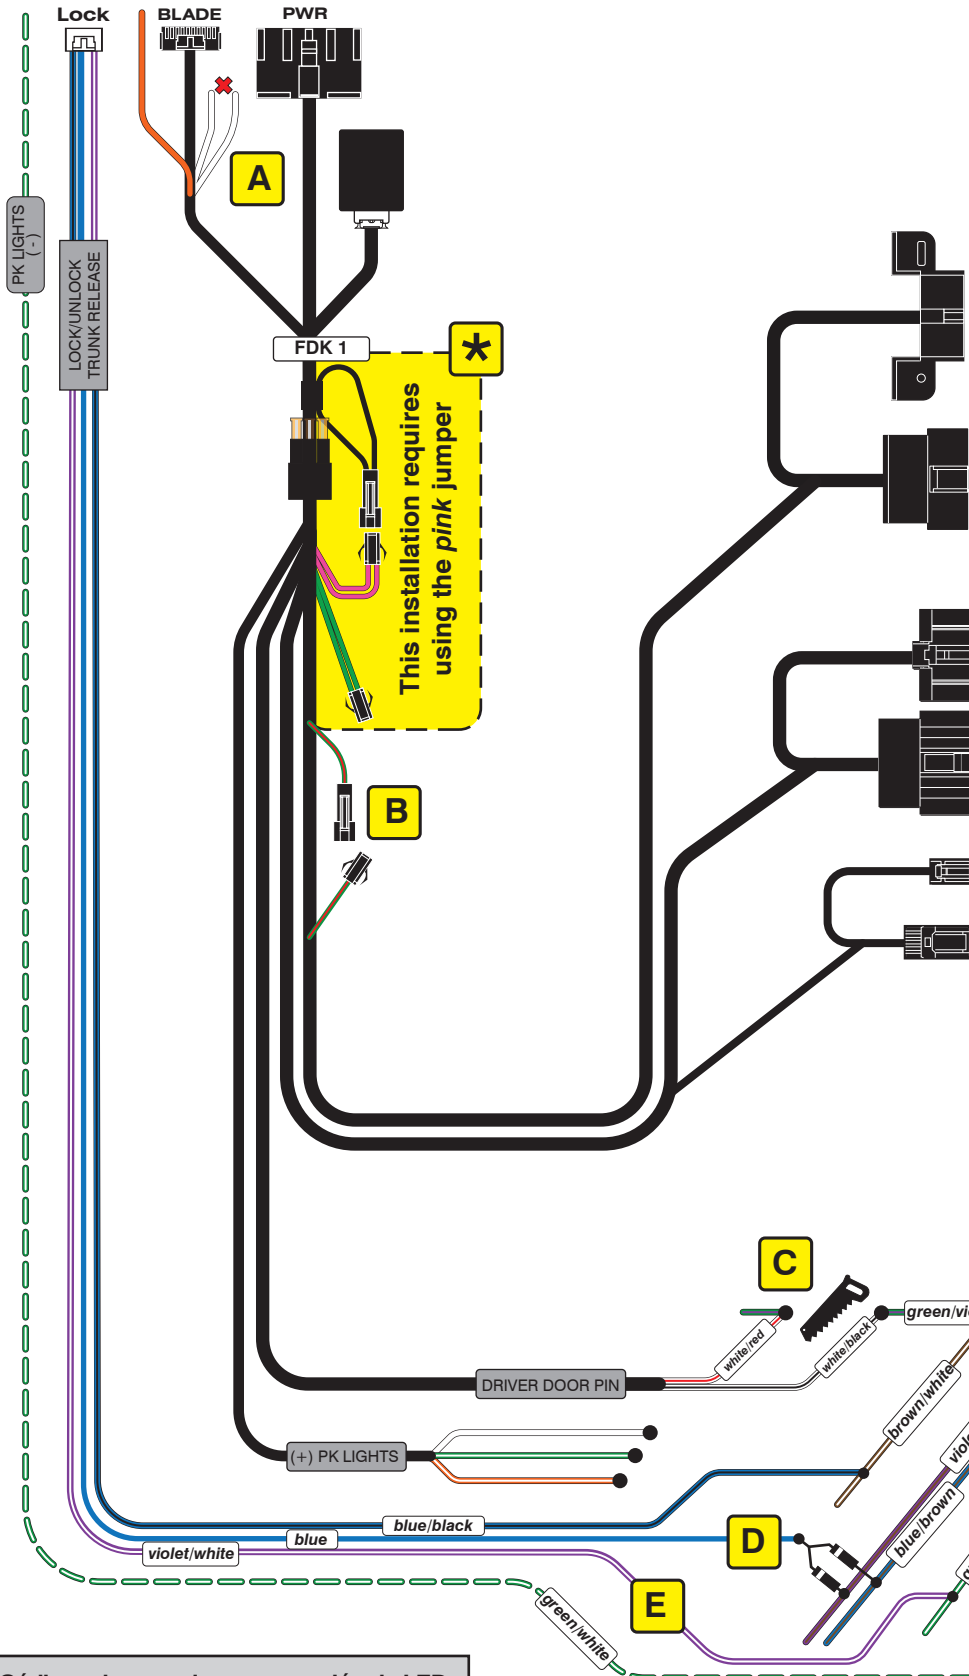 Lock
BLADE
PWR
A
PK LIGHTS
( - )
LOCK/UNLOCK
TRUNK RELEASE
FDK 1
*
This installation requires
using the pink jumper
B
C
white/red
white/black
DRIVER DOOR PIN
brown/white
(+) PK LIGHTS
blue/brown
blue/black
blue
violet/white
D
E
green/white